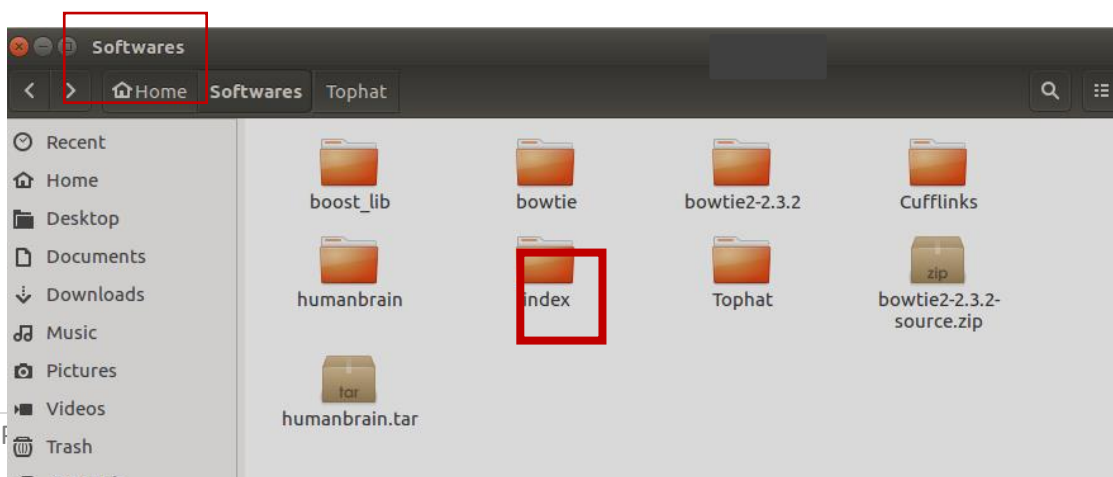 Softwares
Home Softwares Tophat
Recent
Home
Desktop
Documents
Downloads
Music
Pictures
Videos
Trash
boost_lib
bowtie
bowtie2-2.3.2
Cufflinks
humanbrain
index
Tophat
zip
bowtie2-2.3.2-
source.zip
tar
humanbrain.tar